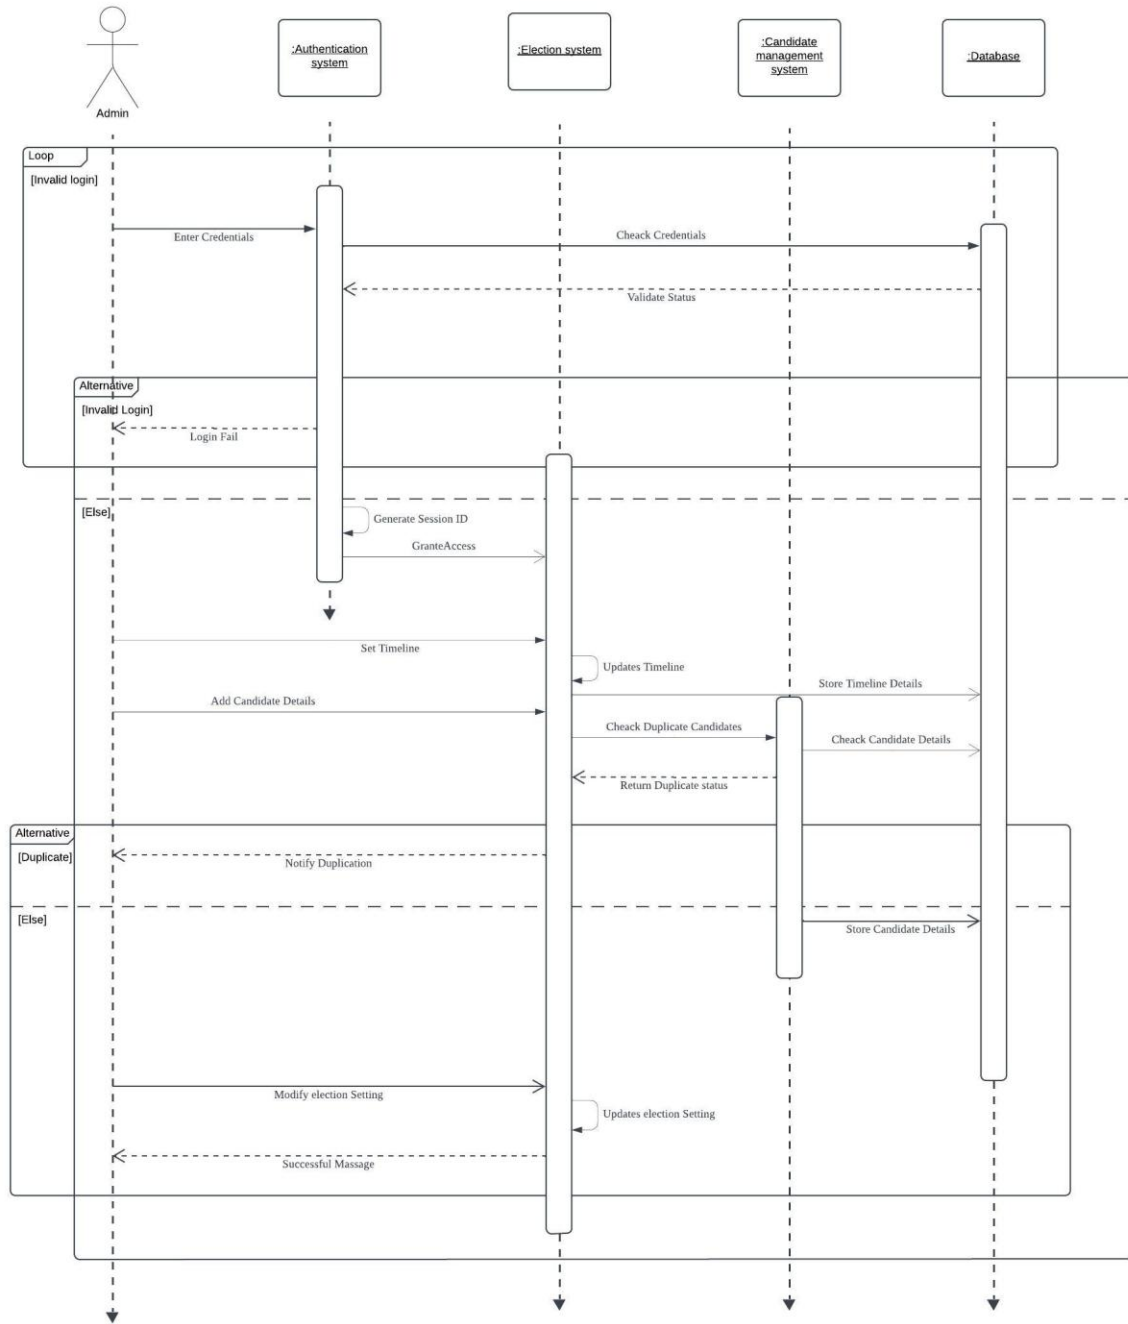 Admin
:Authentication
system
:Election system
:Candidate
management
system
:Database
Loop
[Invalid login]
Enter Credentials
Cheack Credentials
Validate Status
Alternative
[Invalid Login]
Login Fail
[Else]
Generate Session ID
GranteAccess
Set Timeline
Updates Timeline
Store Timeline Details
Add Candidate Details
Cheack Duplicate Candidates
Cheack Candidate Details
Return Duplicate status
Alternative
[Duplicate]
Notify Duplication
[Else]
Store Candidate Details
Modify election Setting
Updates election Setting
Successful Massage